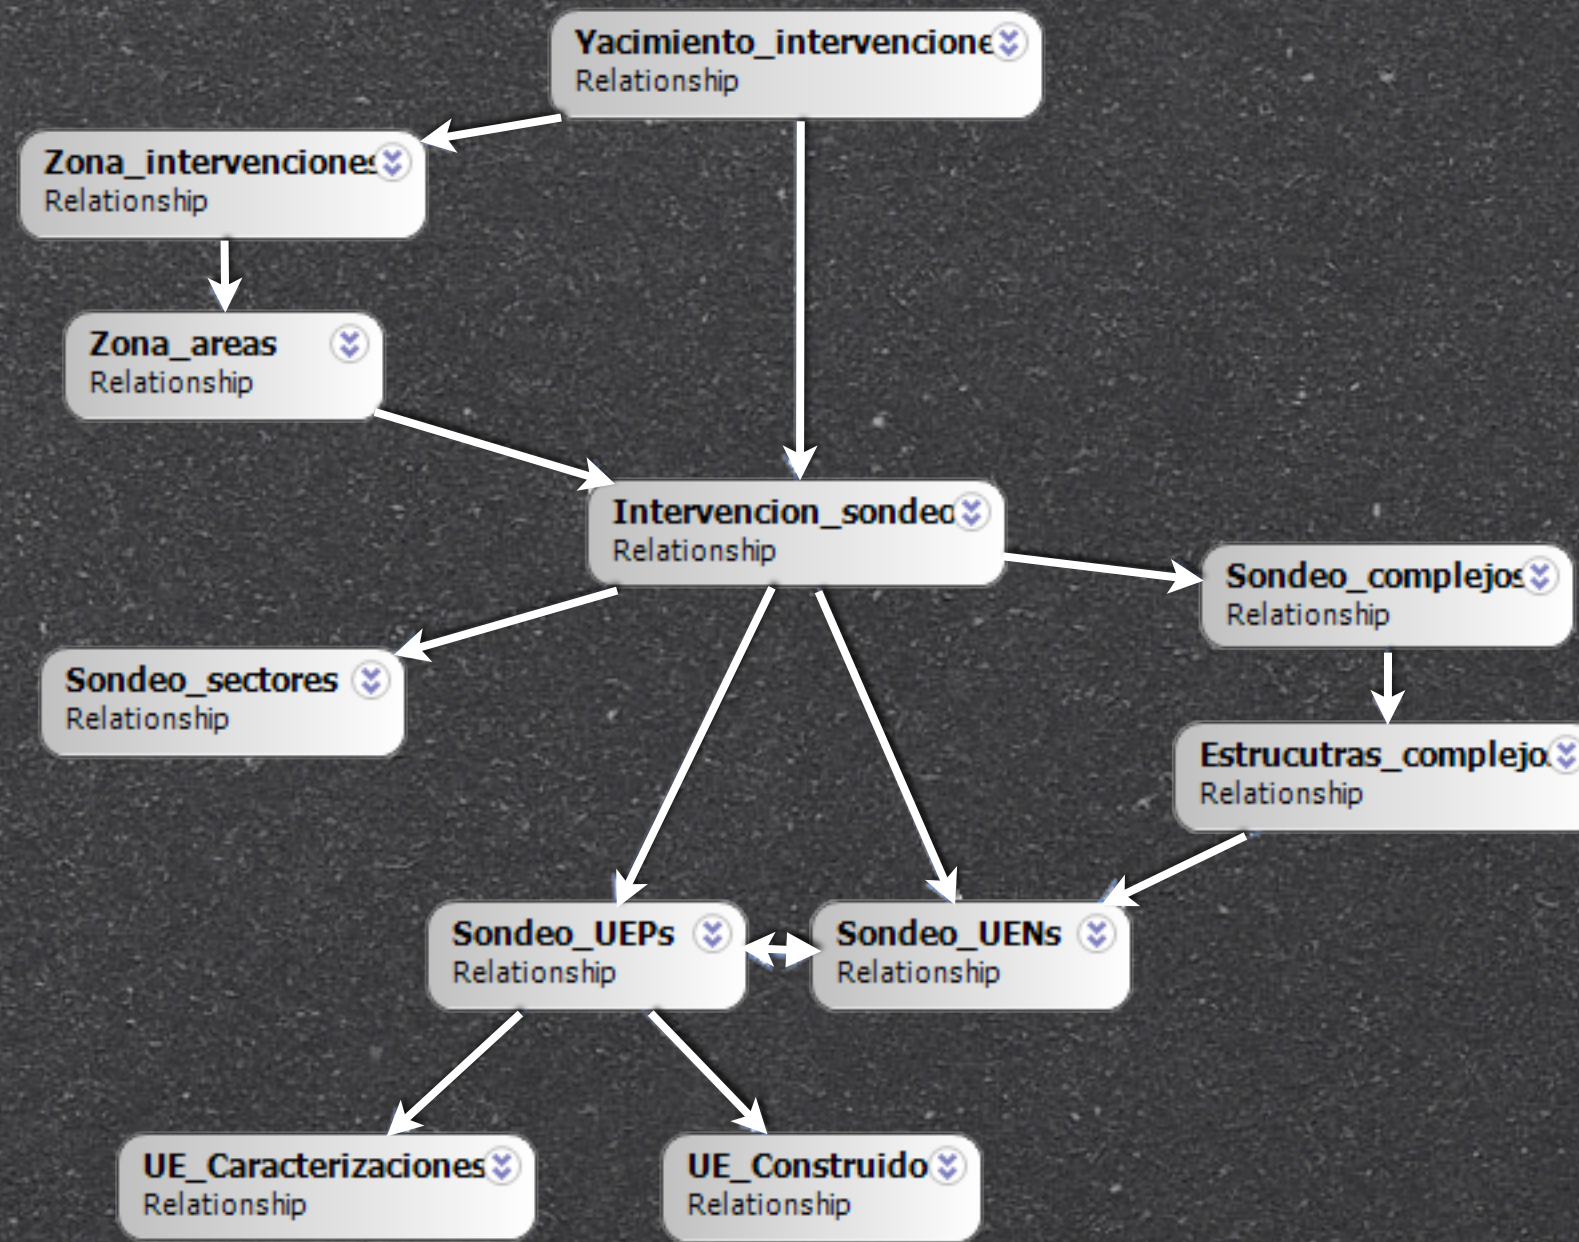 Yacimiento_intervencione
Relationship
Zona_intervenciones
Relationship
Zona_areas
Relationship
Intervencion_sondeo
Relationship
Sondeo_complejos
Relationship
Sondeo_sectores
Relationship
Estrucutras_complejo
Relationship
Sondeo_UEPs
Relationship
Sondeo_UENs
Relationship
UE_Caracterizaciones
Relationship
UE_Construido
Relationship